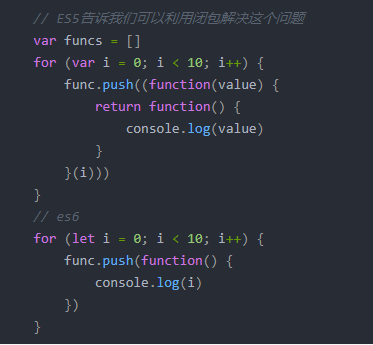 // ES5告诉我们可以利用闭包解决这个问题
var funcs = []
for (var i = 0; i < 10; i++) {
    func.push((function(value) {
        return function() {
            console.log(value)
        }
    }(i)))
}
// es6
for (let i = 0; i < 10; i++) {
    func.push(function() {
        console.log(i)
    })
}